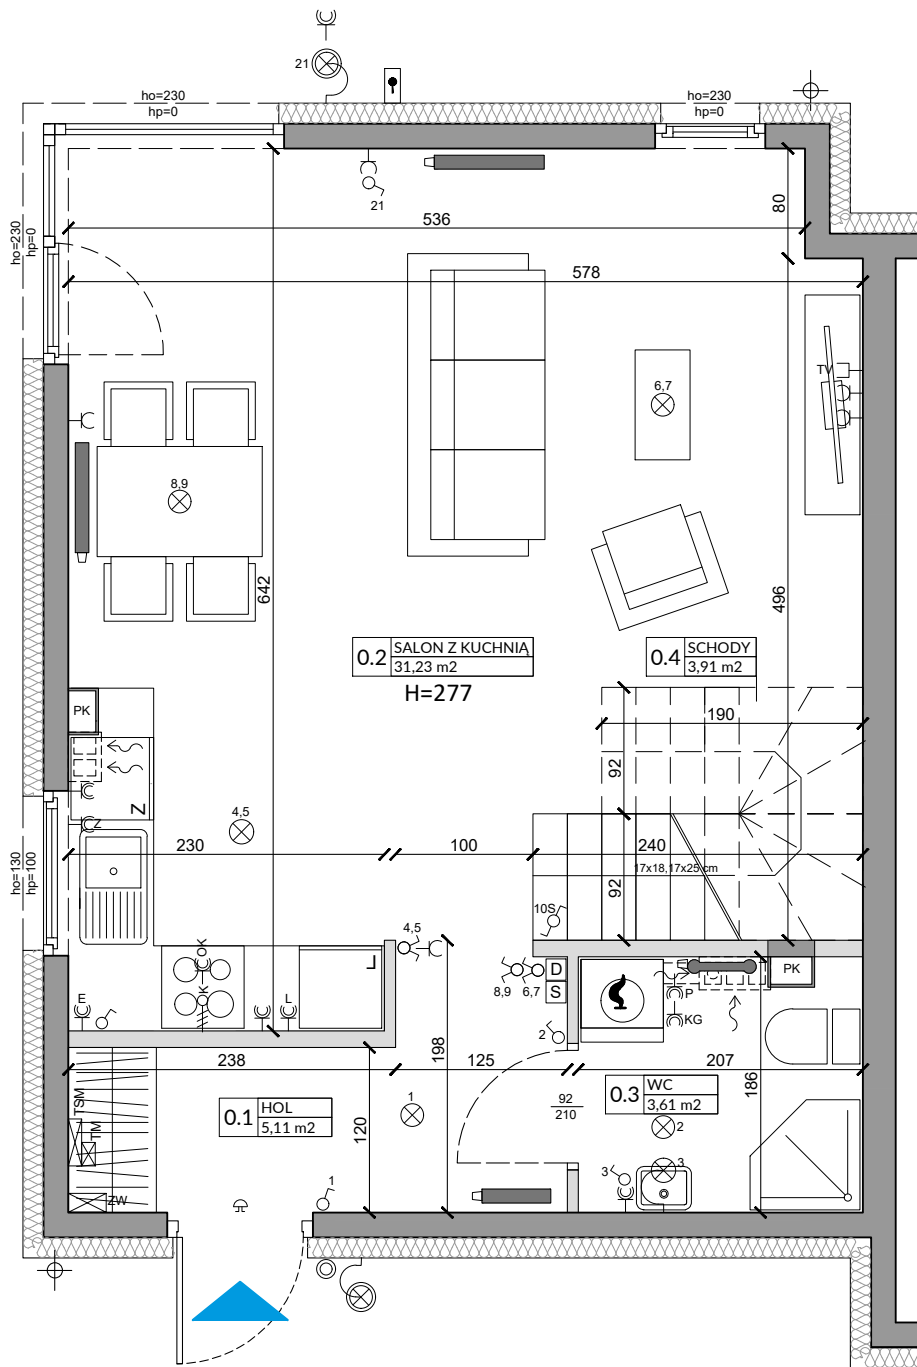 21
ho=230
hp=0
ho=230
hp=0
21
80
536
ho=230
hp=0
578
TV
6,7
8,9
642
496
0.2
SALON Z KUCHNIĄ
31,23 m2
H=277
0.4
SCHODY
3,91 m2
PK
190
92
Z
CZ
4,5
230
100
240
17x18,17x25 cm
ho=130
hp=100
92
10S
4,5
OK
L
8,9
6,7
D
S
PK
P
KG
K
E
L
2
238
198
125
207
186
TSM
TM
ZW
0.1
HOL
5,11 m2
120
1
92
210
0.3
WC
3,61 m2
2
3
3
1